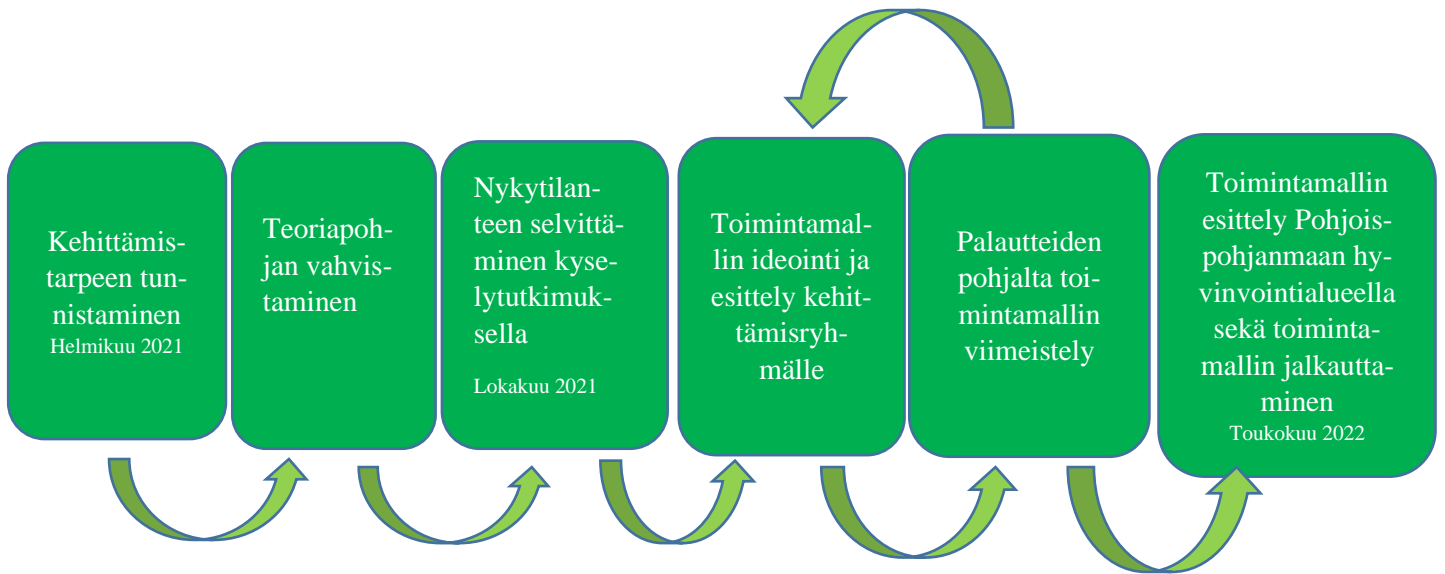 Kehittämis-
tarpeen tun-
nistaminen
Helmikuu 2021
Teoriapoh-
jan vahvis-
taminen
Nykytilan-
teen selvittä-
minen kyse-
lytutkimuk-
sella
Lokakuu 2021
Toimintamal-
lin ideointi ja
esittely kehit-
tämisryh-
mälle
Palautteiden
pohjalta toi-
mintamallin
viimeistely
Toimintamallin
esittely Pohjois-
pohjanmaan hy-
vinvointialueella
sekä toiminta-
mallin jalkautta-
minen
Toukokuu 2022